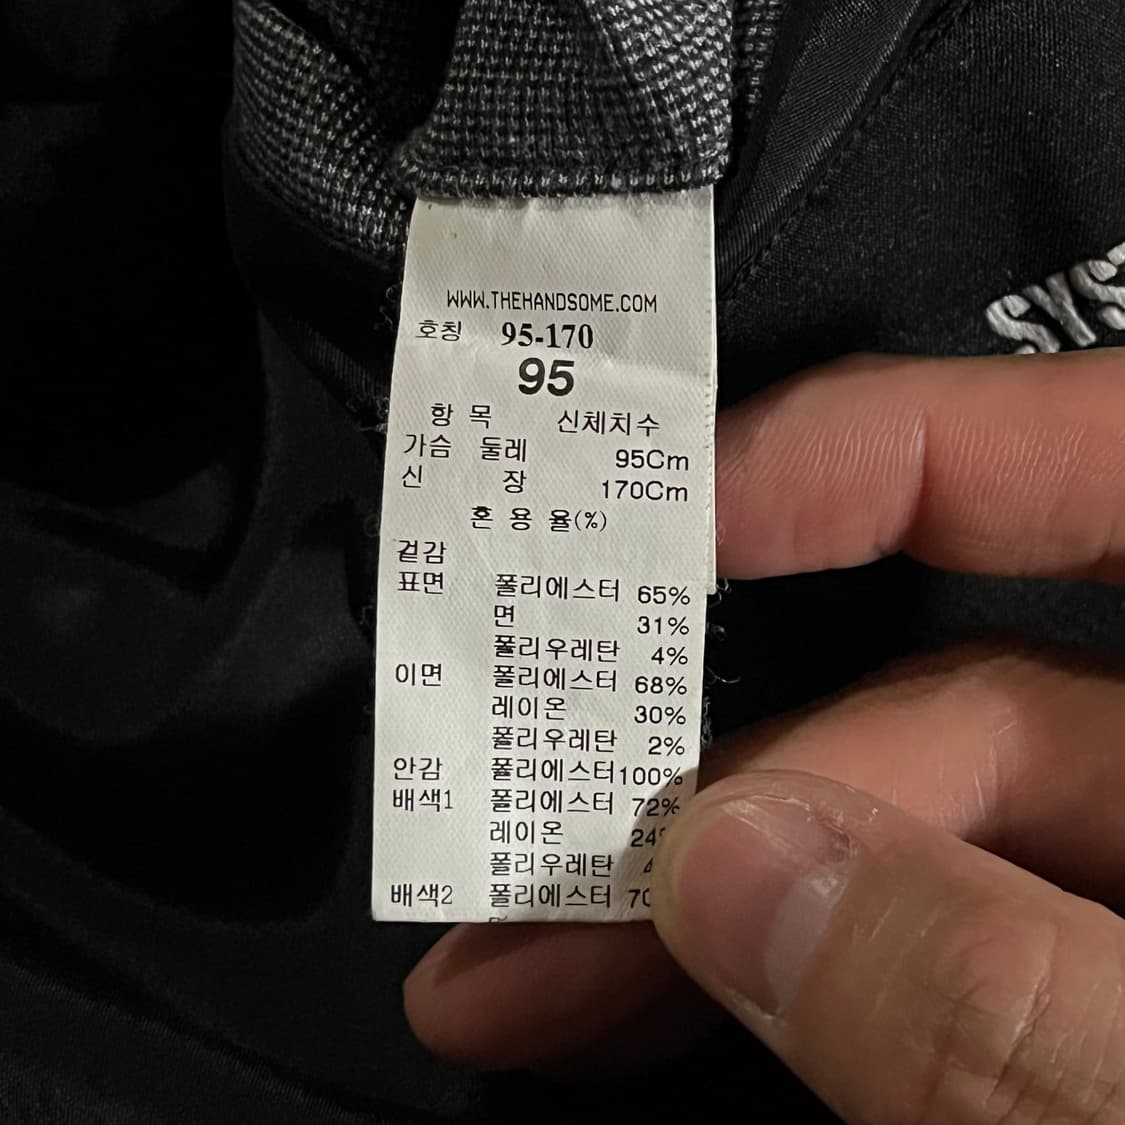 WWW.THEHANDSOME.COM
호칭 95-170
95
항 목 신체치수
가슴 둘레 95Cm
신 장 170Cm
혼 용 율(%)
겉감
표면 폴리에스터 65%
면 31%
폴리우레탄 4%
이면 폴리에스터 68%
레이온 30%
폴리우레탄 2%
안감 폴리에스터 100%
배색1 폴리에스터 72%
레이온 24%
폴리우레탄
배색2 폴리에스터
SYST